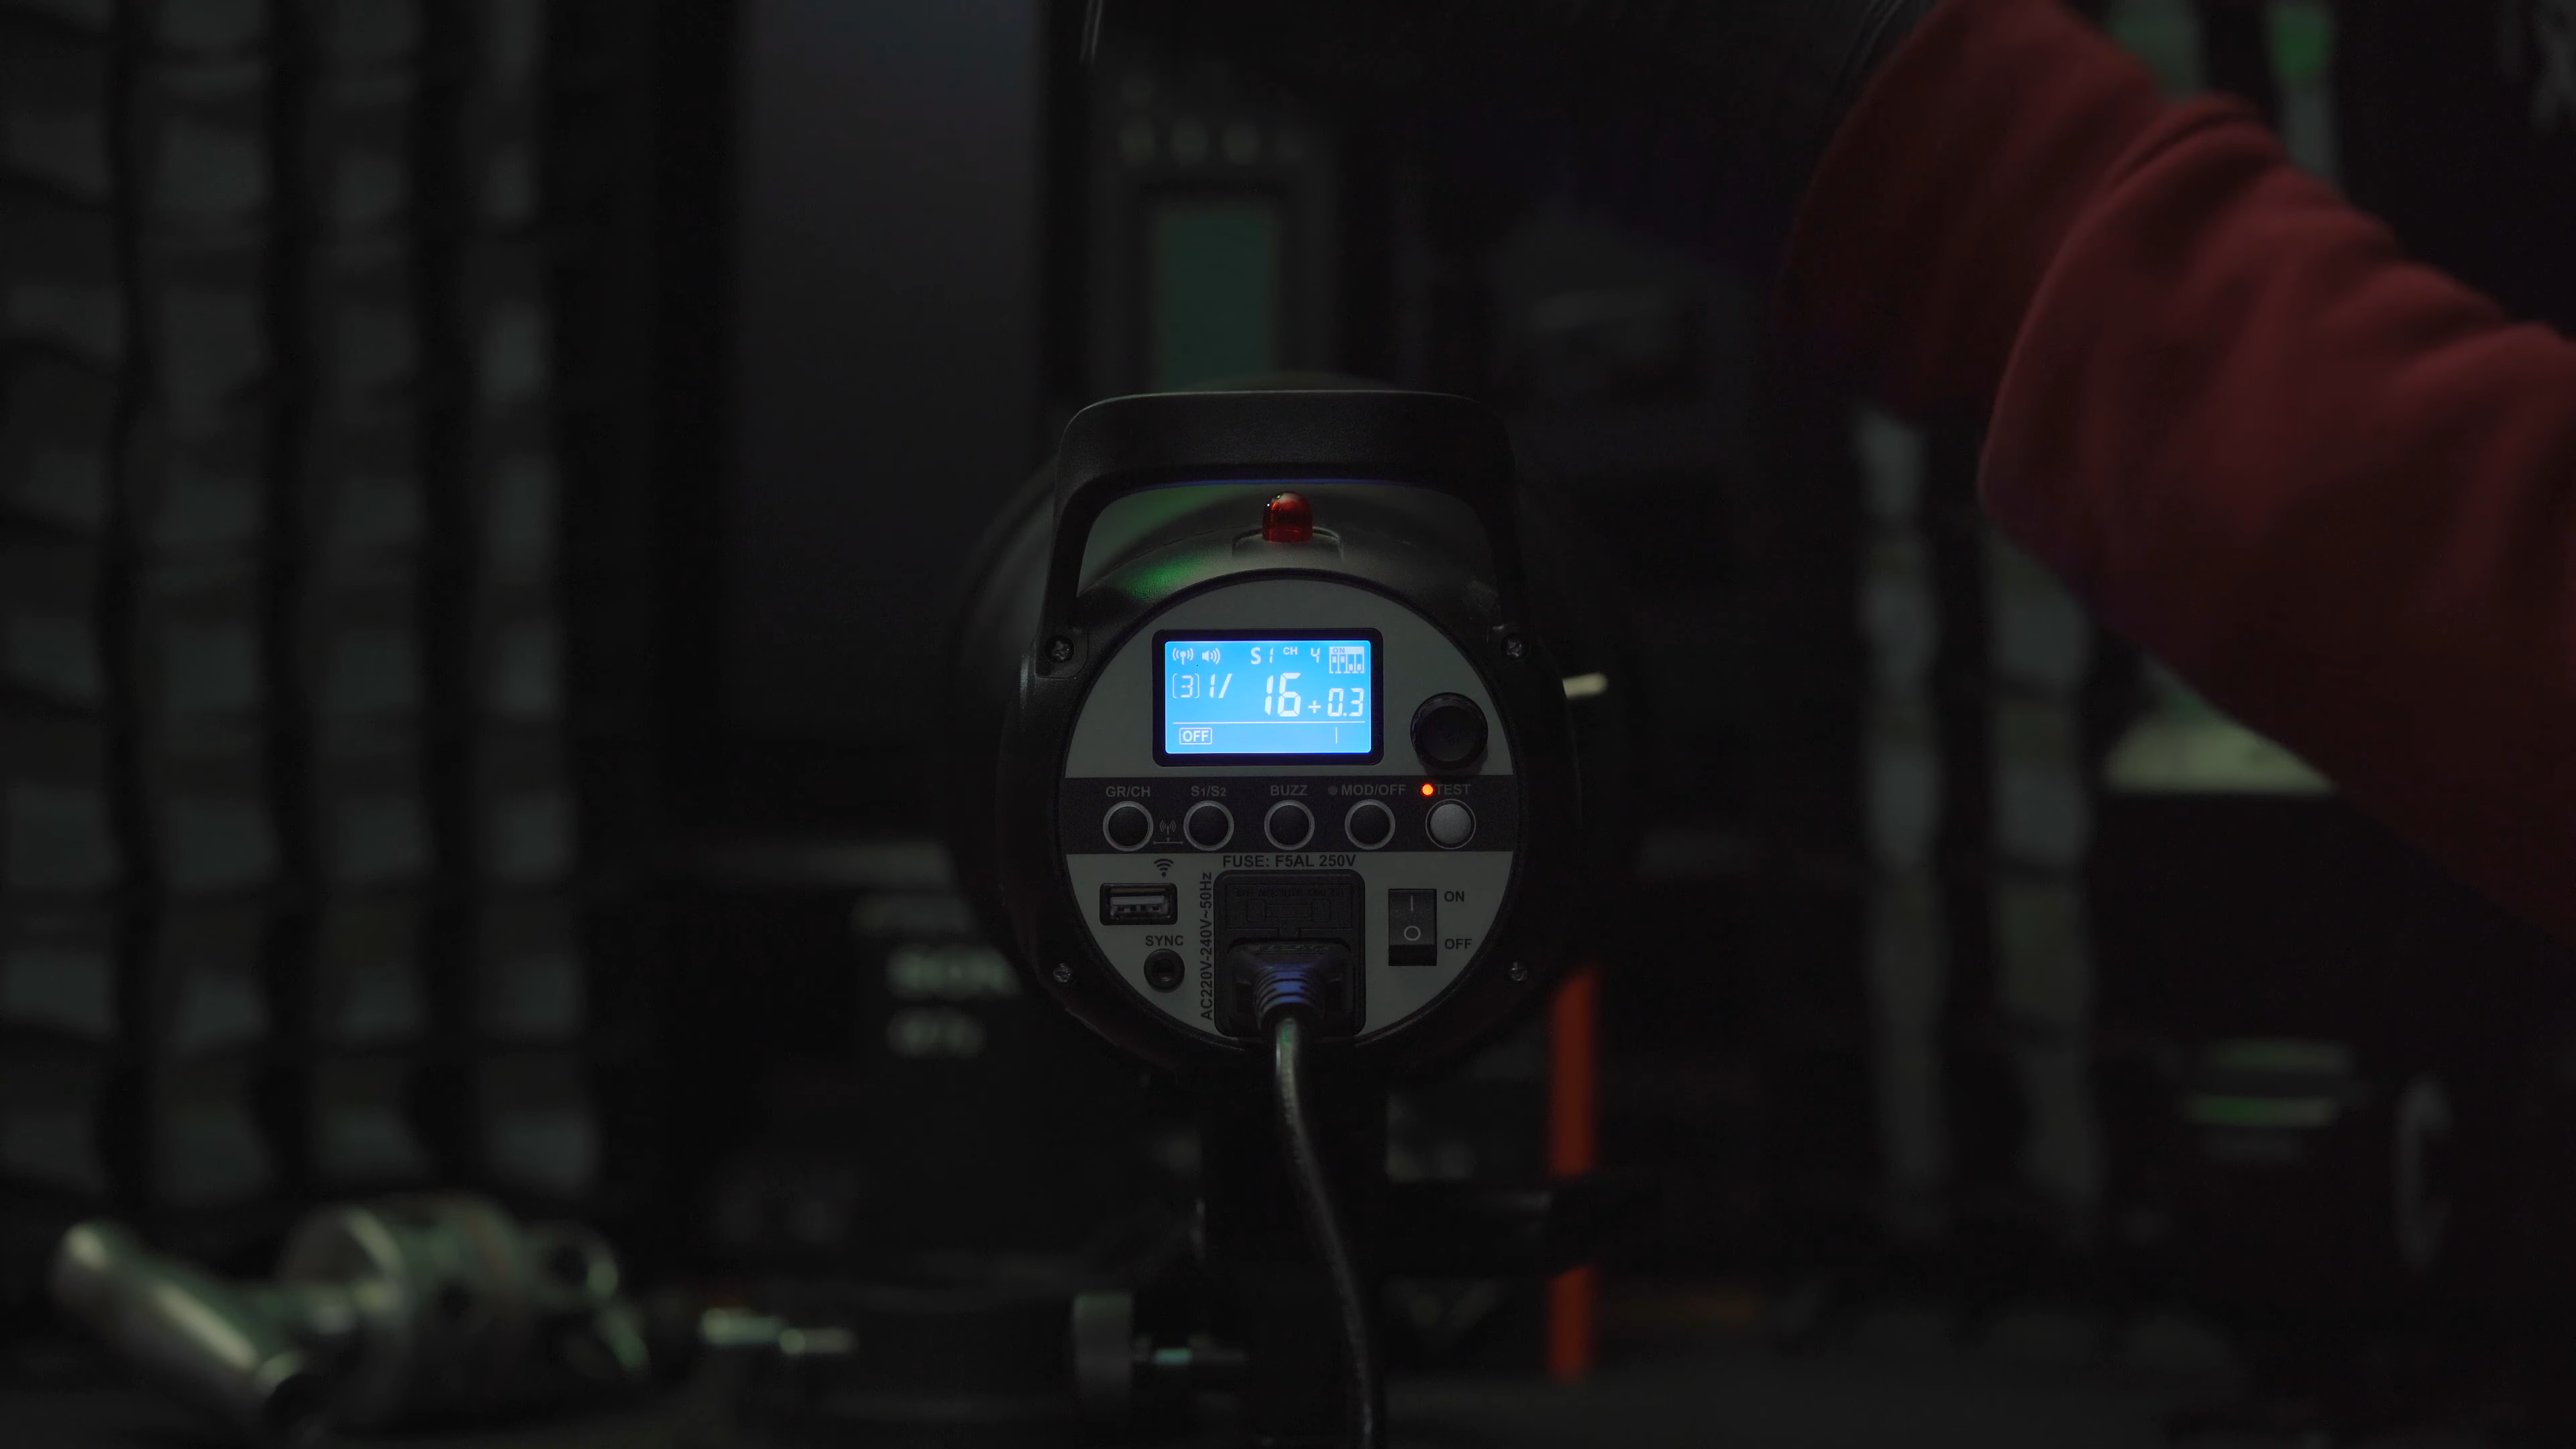 S1 CH 4 ON
[3] 1/ 16 +0.3
OFF
GR/CH S1/S2 BUZZ MOD/OFF TEST
FUSE: F5AL 250V
AC220V-240V~50Hz
SYNC
ON
OFF